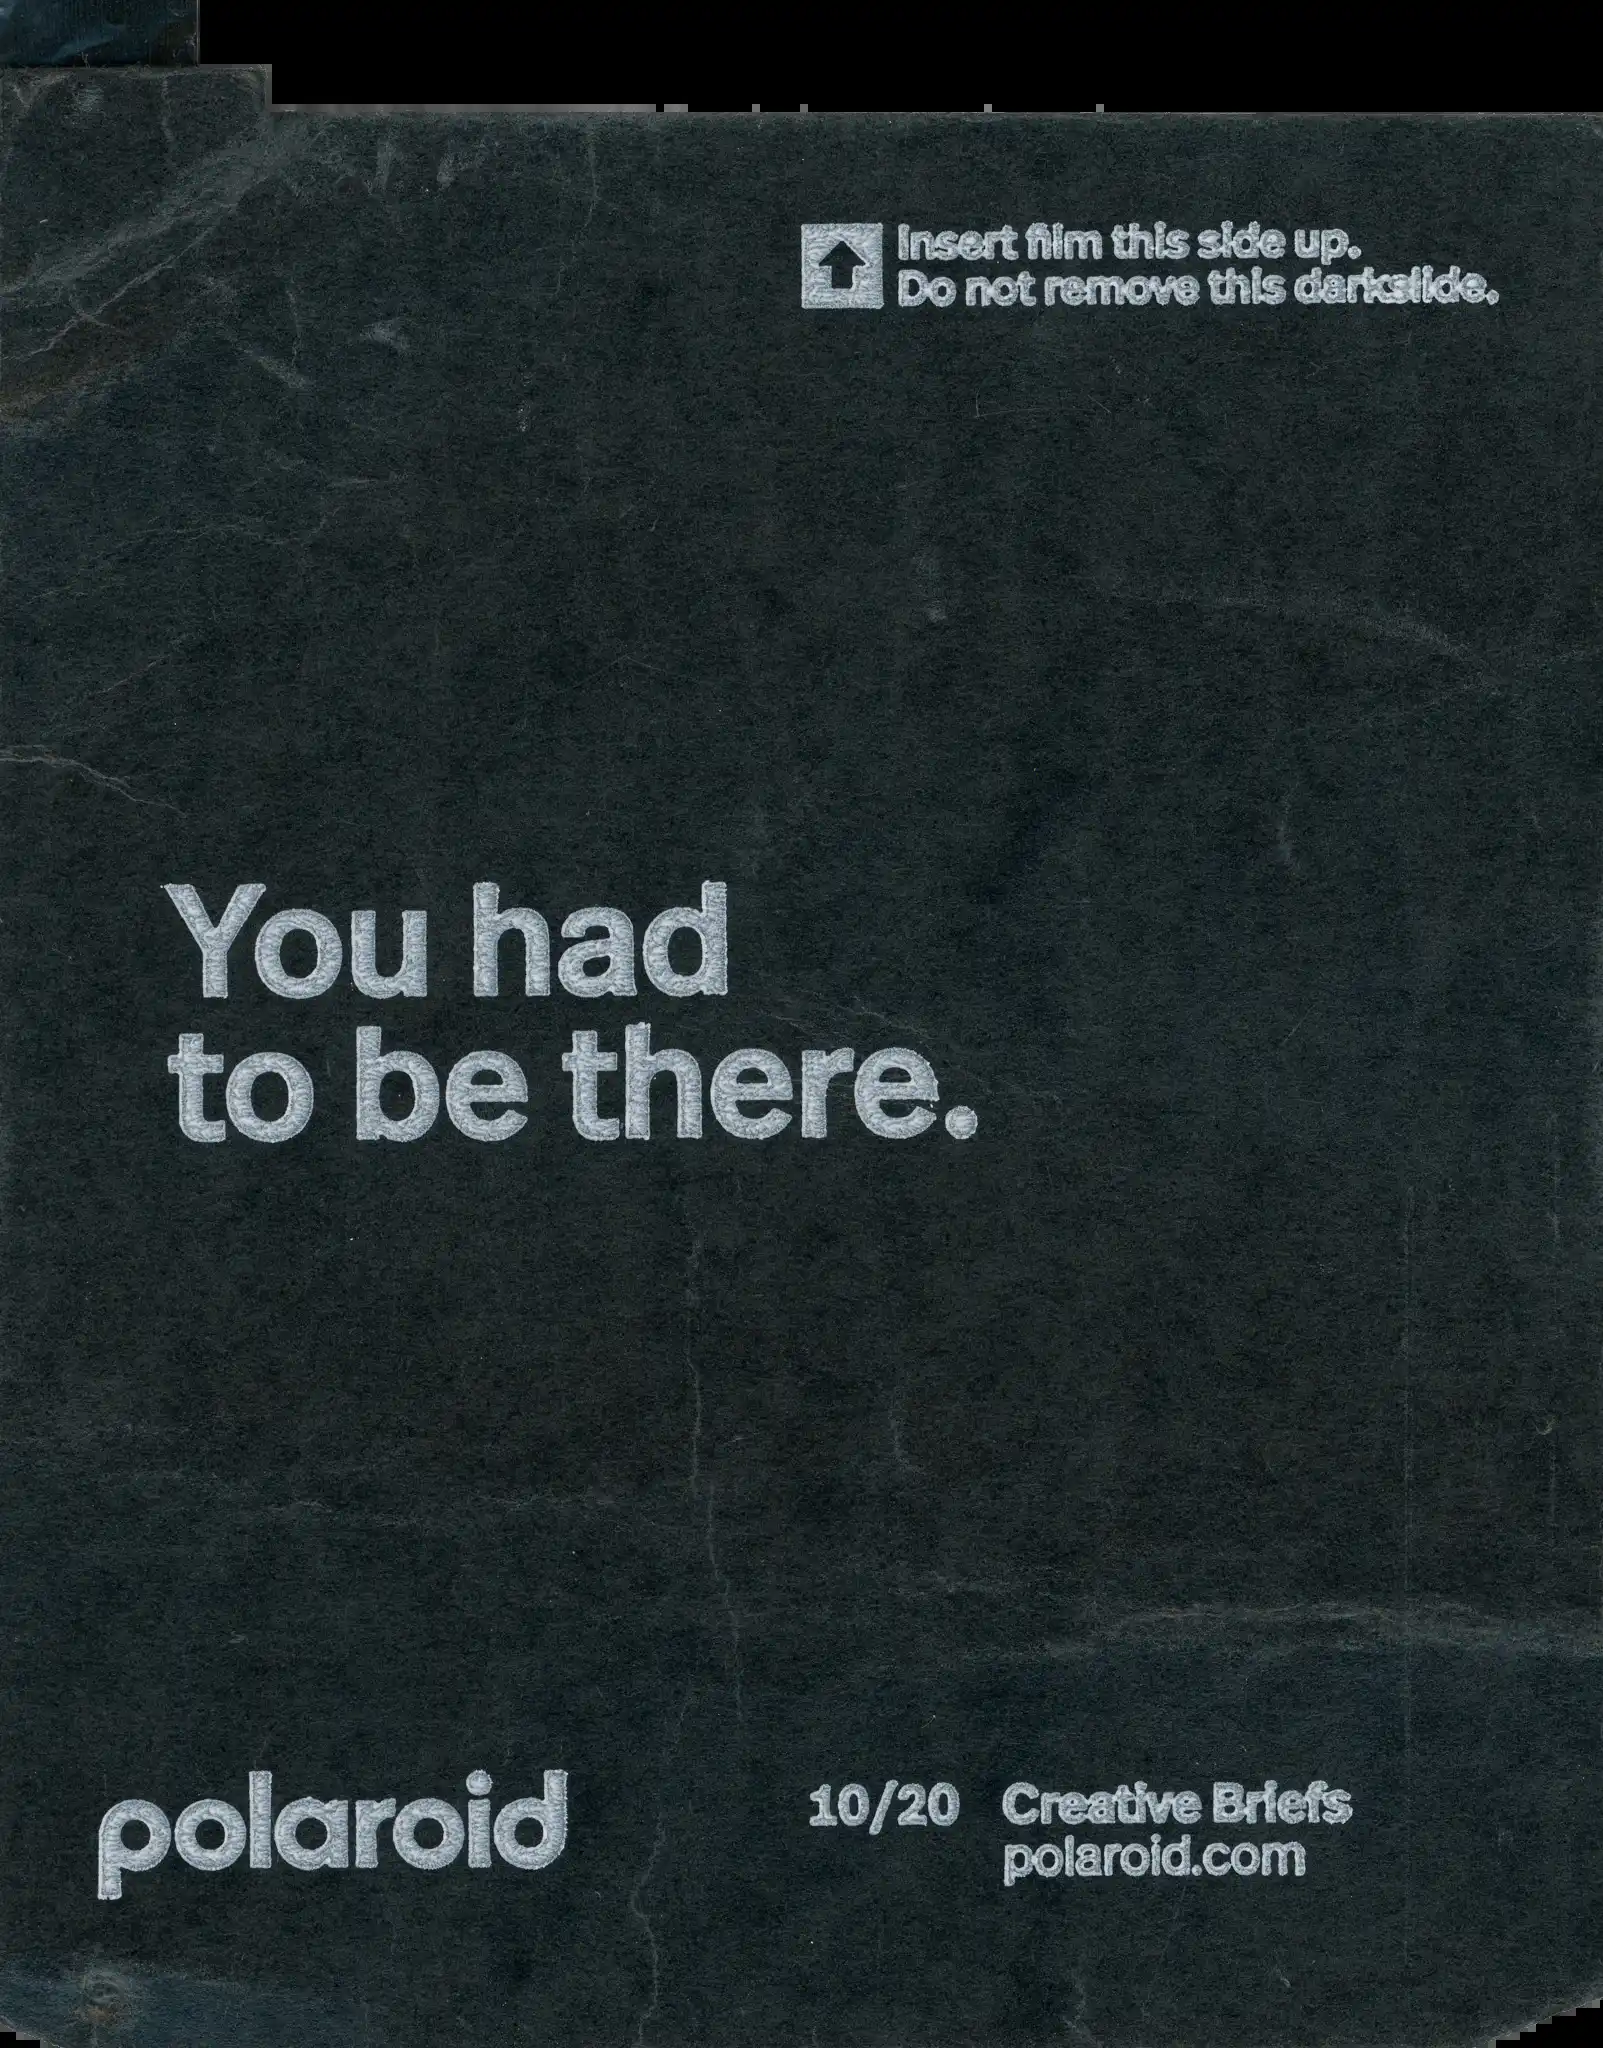 Insert film this side up.
Do not remove this darkslide.
You had
to be there.
polaroid
10/20 Creative Briefs
polaroid.com